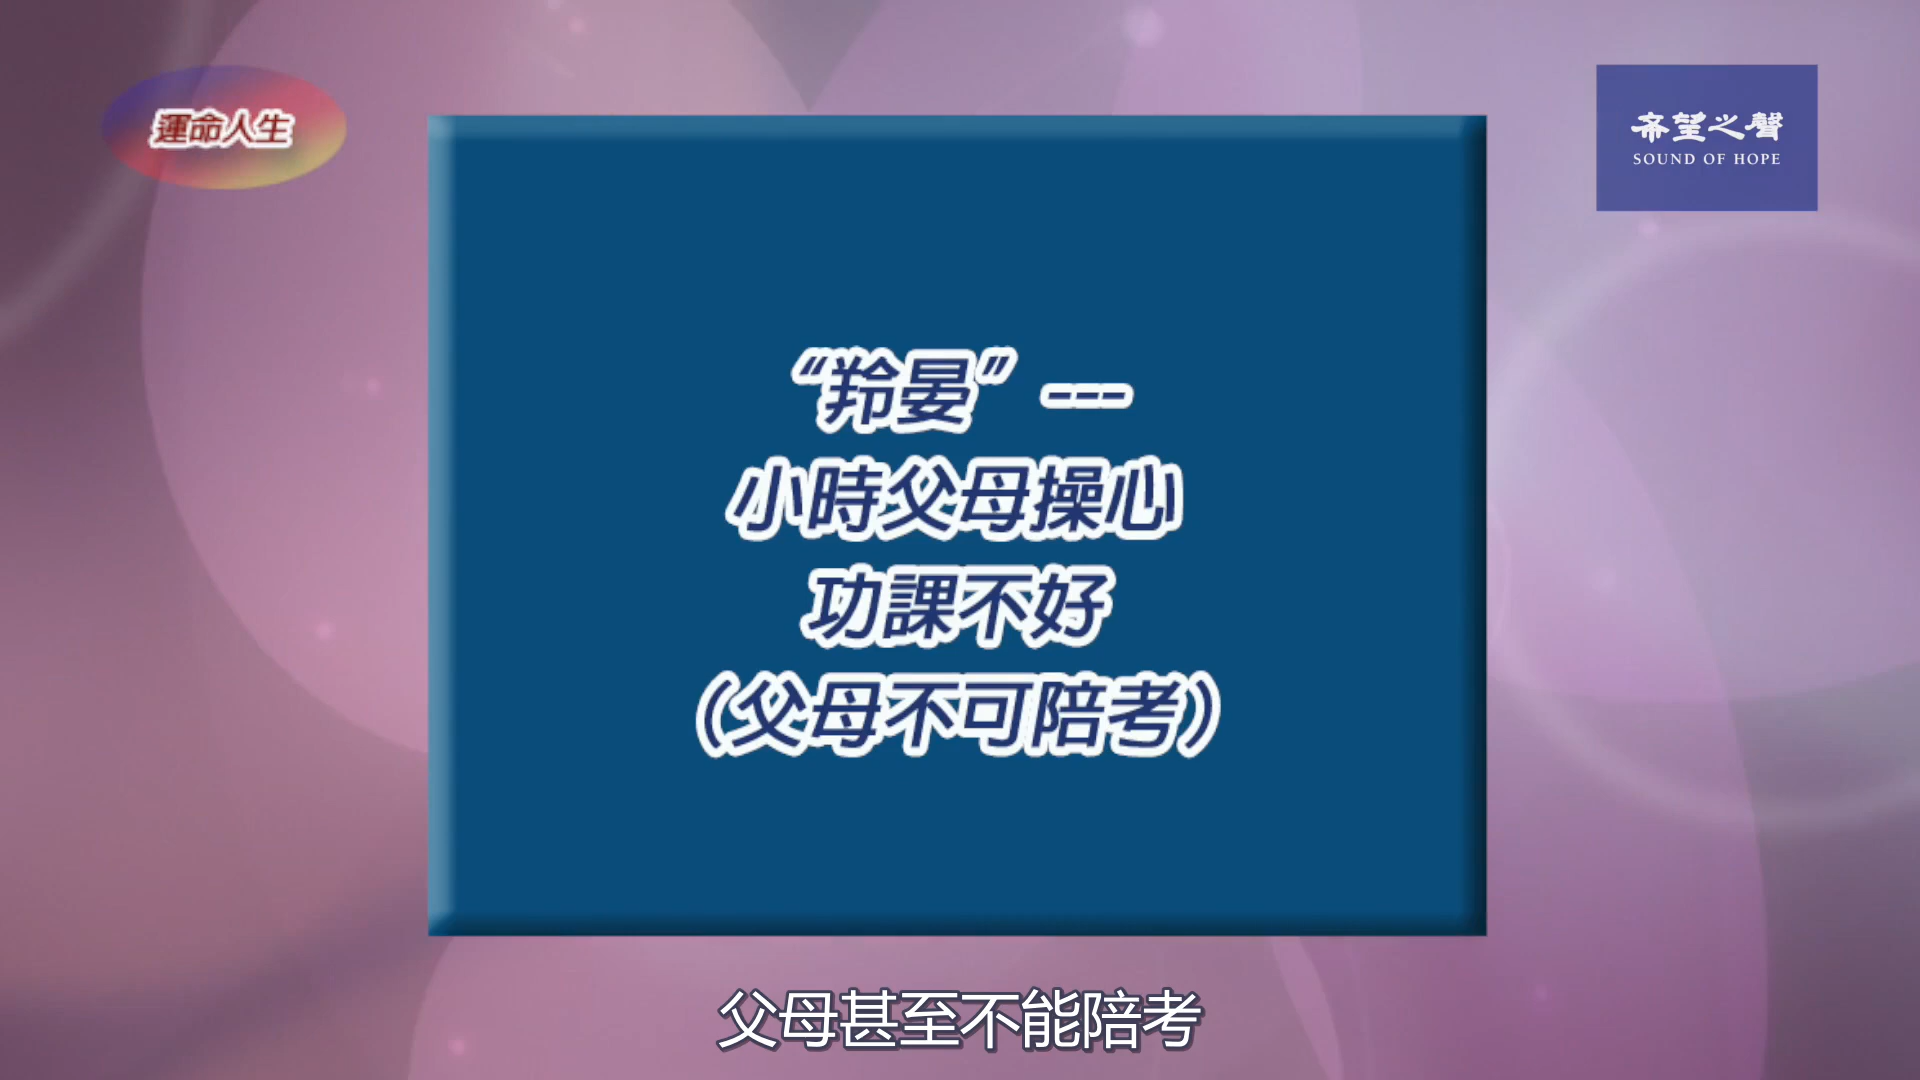 運命人生
希望之聲
SOUND OF HOPE
“羚晏” ---
小時父母操心
功課不好
（父母不可陪考）
父母甚至不能陪考